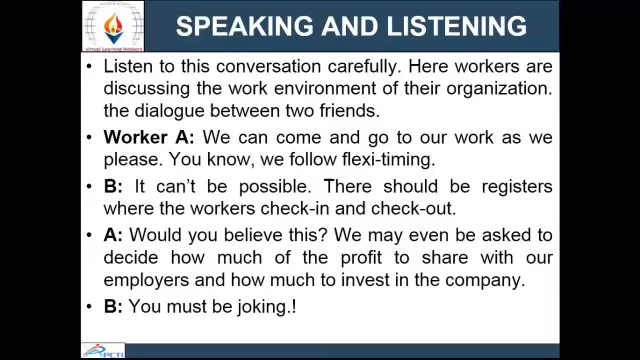 SPEAKING AND LISTENING
Virtual Learning Network
• Listen to this conversation carefully. Here workers are
discussing the work environment of their organization.
the dialogue between two friends.
• Worker A: We can come and go to our work as we
please. You know, we follow flexi-timing.
• B: It can't be possible. There should be registers
where the workers check-in and check-out.
• A: Would you believe this? We may even be asked to
decide how much of the profit to share with our
employers and how much to invest in the company.
• B: You must be joking.!
PCTI